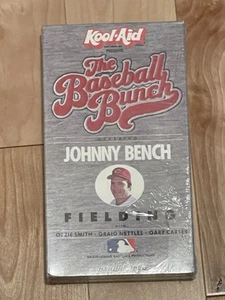 Kool-Aid
The
Baseball
Bunch
JOHNNY BENCH
FIELDING
OZZIE SMITH · GRAIG NETTLES · GARY CARTER